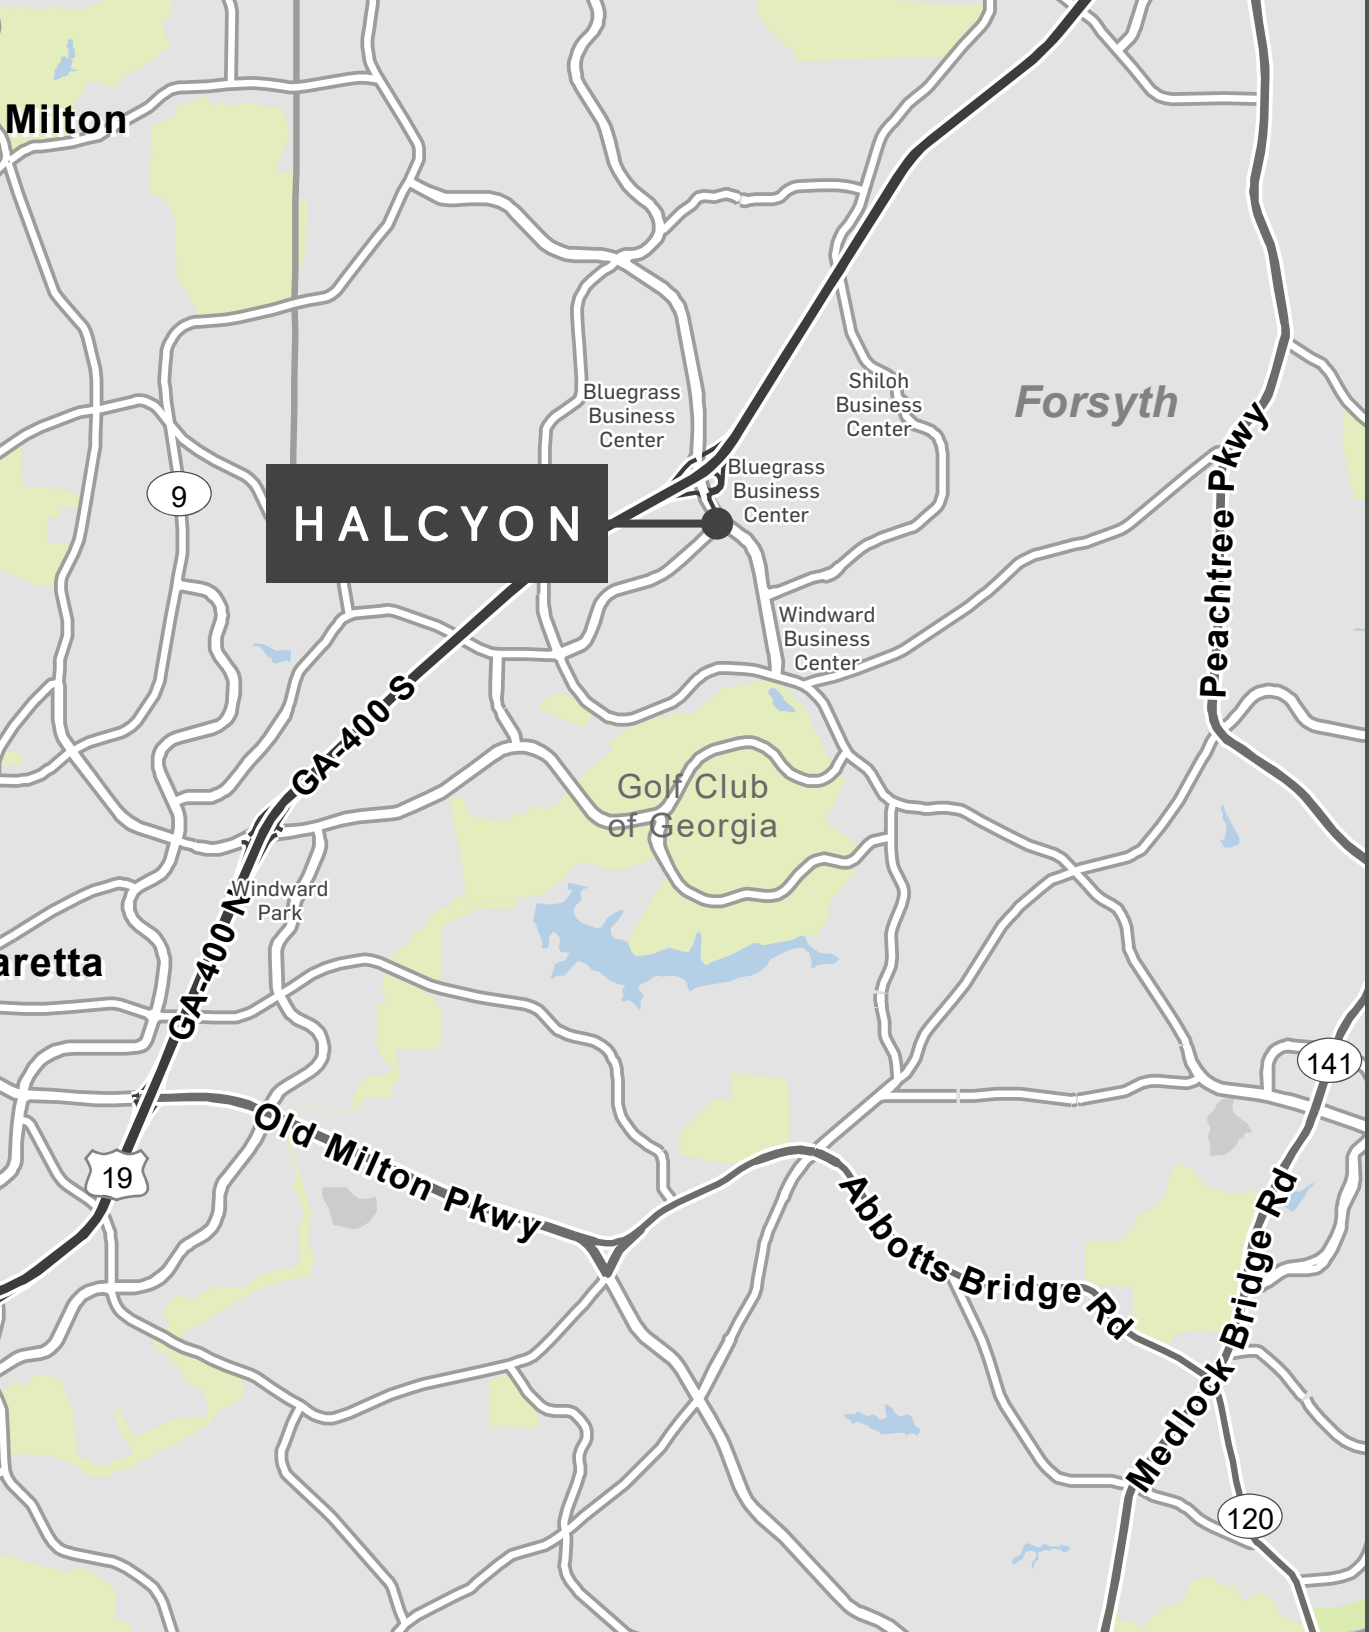 Milton
Bluegrass
Business
Center
Shiloh
Business
Center
Forsyth
9
HALCYON
Bluegrass
Business
Center
Peachtree Pkwy
Windward
Business
Center
GA-400 S
Golf Club
of Georgia
Windward
Park
GA-400 N
aretta
141
Old Milton Pkwy
19
Abbotts Bridge Rd
Medlock Bridge Rd
120